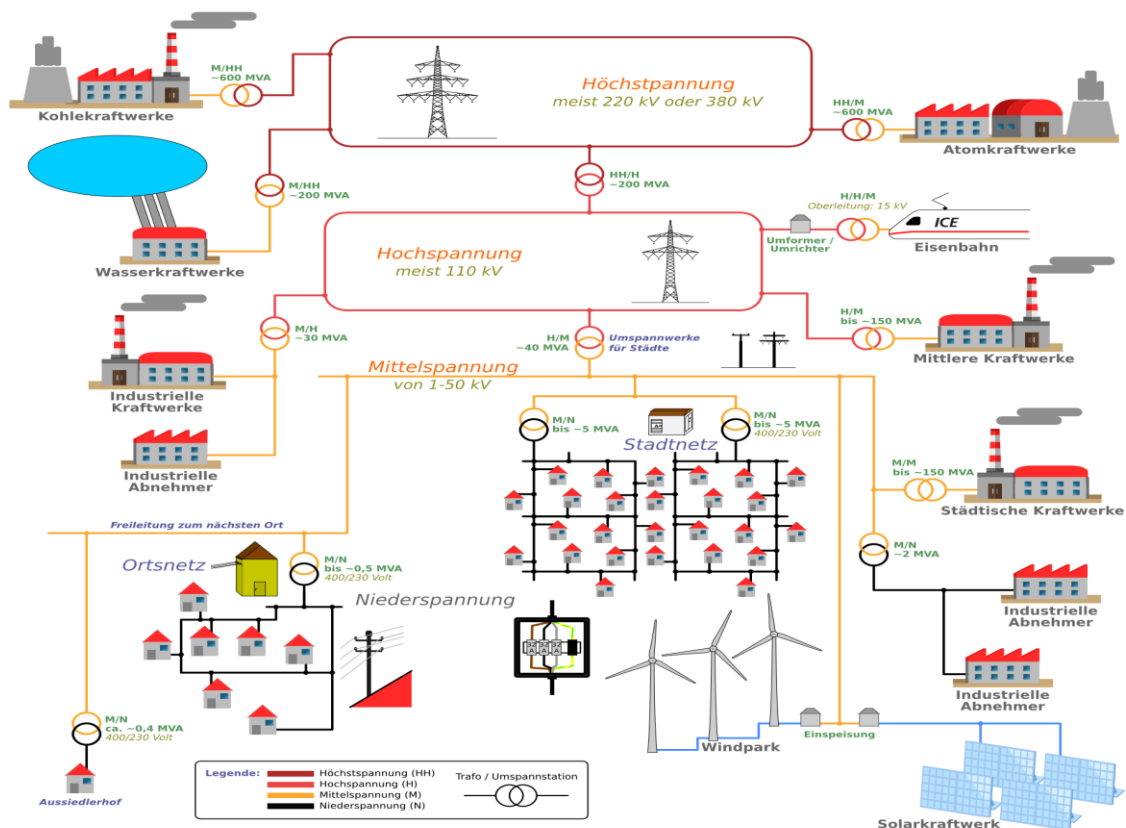 M/HH
~600 MVA
Kohlekraftwerke
Höchstpannung
meist 220 kV oder 380 kV
HH/M
~600 MVA
Atomkraftwerke
M/HH
~200 MVA
HH/H
~200 MVA
Wasserkraftwerke
H/H/M
Oberleitung: 15 kV
ICE
Umformer /
Umrichter
Eisenbahn
Hochspannung
meist 110 kV
M/H
~30 MVA
H/M
~40 MVA
Umspannwerke
für Städte
H/M
bis ~150 MVA
Mittlere Kraftwerke
Mittelspannung
von 1-50 kV
Industrielle
Kraftwerke
M/N
bis ~5 MVA
M/N
bis ~5 MVA
400/230 Volt
Stadtnetz
Industrielle
Abnehmer
M/M
bis ~150 MVA
Städtische Kraftwerke
Freileitung zum nächsten Ort
M/N
~2 MVA
Ortsnetz
M/N
bis ~0,5 MVA
400/230 Volt
Niederspannung
Industrielle
Abnehmer
32 32 32
A A A
Industrielle
Abnehmer
M/N
ca. ~0,4 MVA
400/230 Volt
Aussiedlerhof
Windpark
Einspeisung
Solarkraftwerk
Legende:
Höchstspannung (HH)
Hochspannung (H)
Mittelspannung (M)
Niederspannung (N)
Trafo / Umspannstation